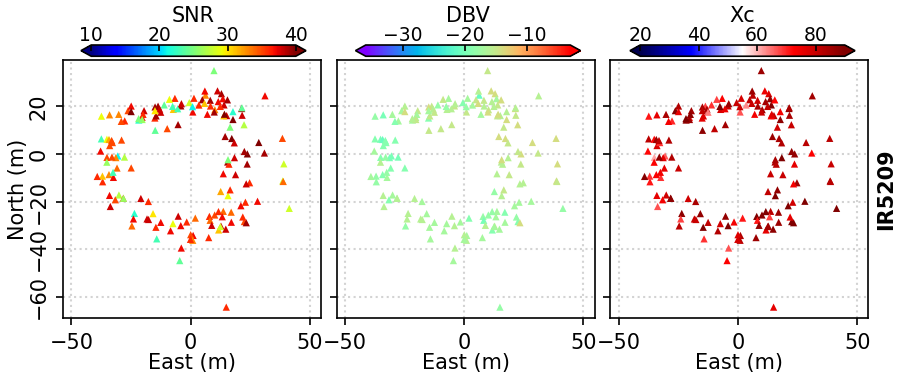 SNR DBV Xc
10 20 30 40 −30 −20 −10 20 40 60 80
20
0
−20
−40
−60
North (m)
IR5209
−50 0 50 −50 0 50 −50 0 50
East (m) East (m) East (m)